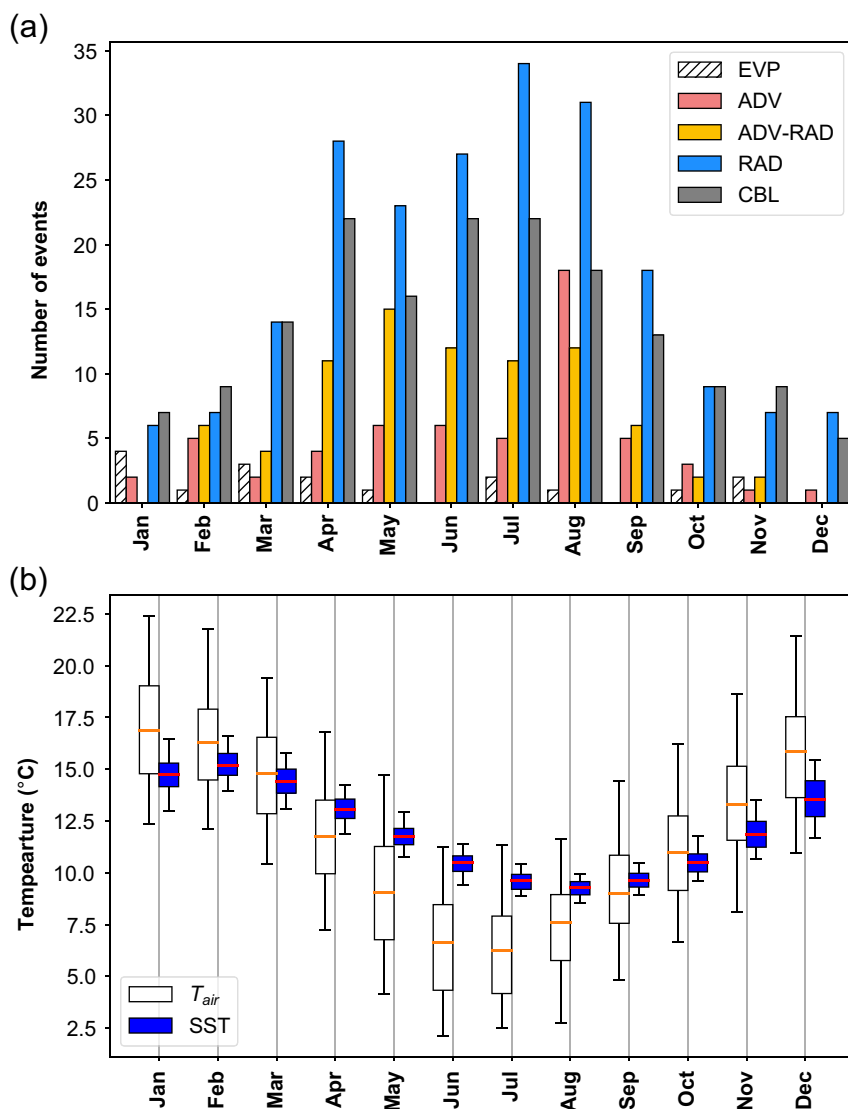 (a)
35
30
25
20
15
10
5
0
Number of events
EVP
ADV
ADV-RAD
RAD
CBL
Jan Feb Mar Apr May Jun Jul Aug Sep Oct Nov Dec
(b)
22.5
20.0
17.5
15.0
12.5
10.0
7.5
5.0
2.5
Tempearture (°C)
T_air
SST
Jan Feb Mar Apr May Jun Jul Aug Sep Oct Nov Dec